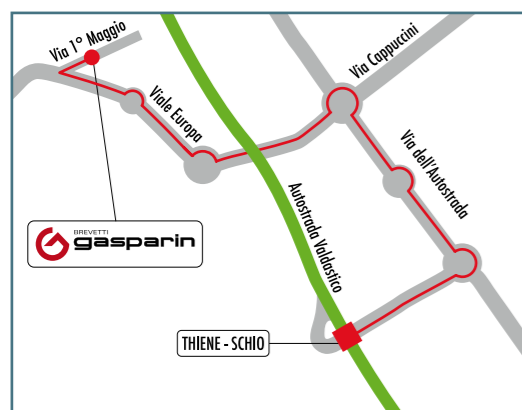 Via 1° Maggio
Via Cappuccini
Viale Europa
Via dell'Autostrada
Autostrada Valdastico
BREVETTI
gasparin
THIENE - SCHIO